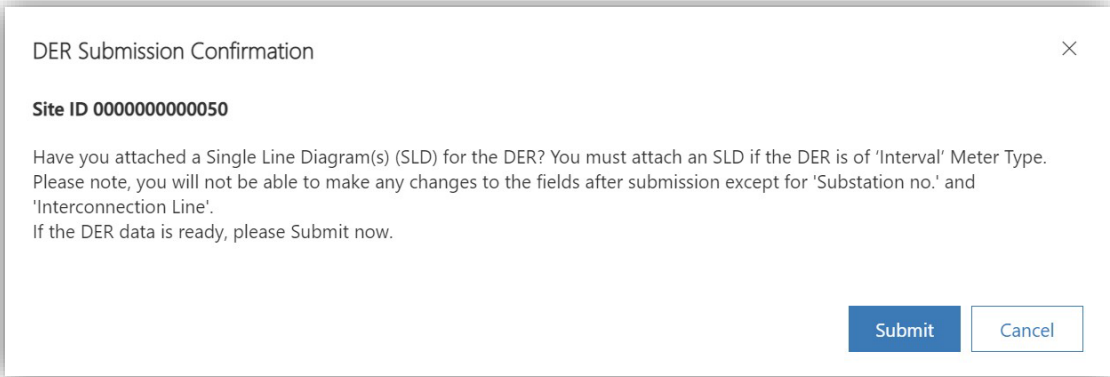 DER Submission Confirmation
Site ID 0000000000050
Have you attached a Single Line Diagram(s) (SLD) for the DER? You must attach an SLD if the DER is of ‘Interval’ Meter Type.
Please note, you will not be able to make any changes to the fields after submission except for 'Substation no.' and
'Interconnection Line'.
If the DER data is ready, please Submit now.
Submit
Cancel